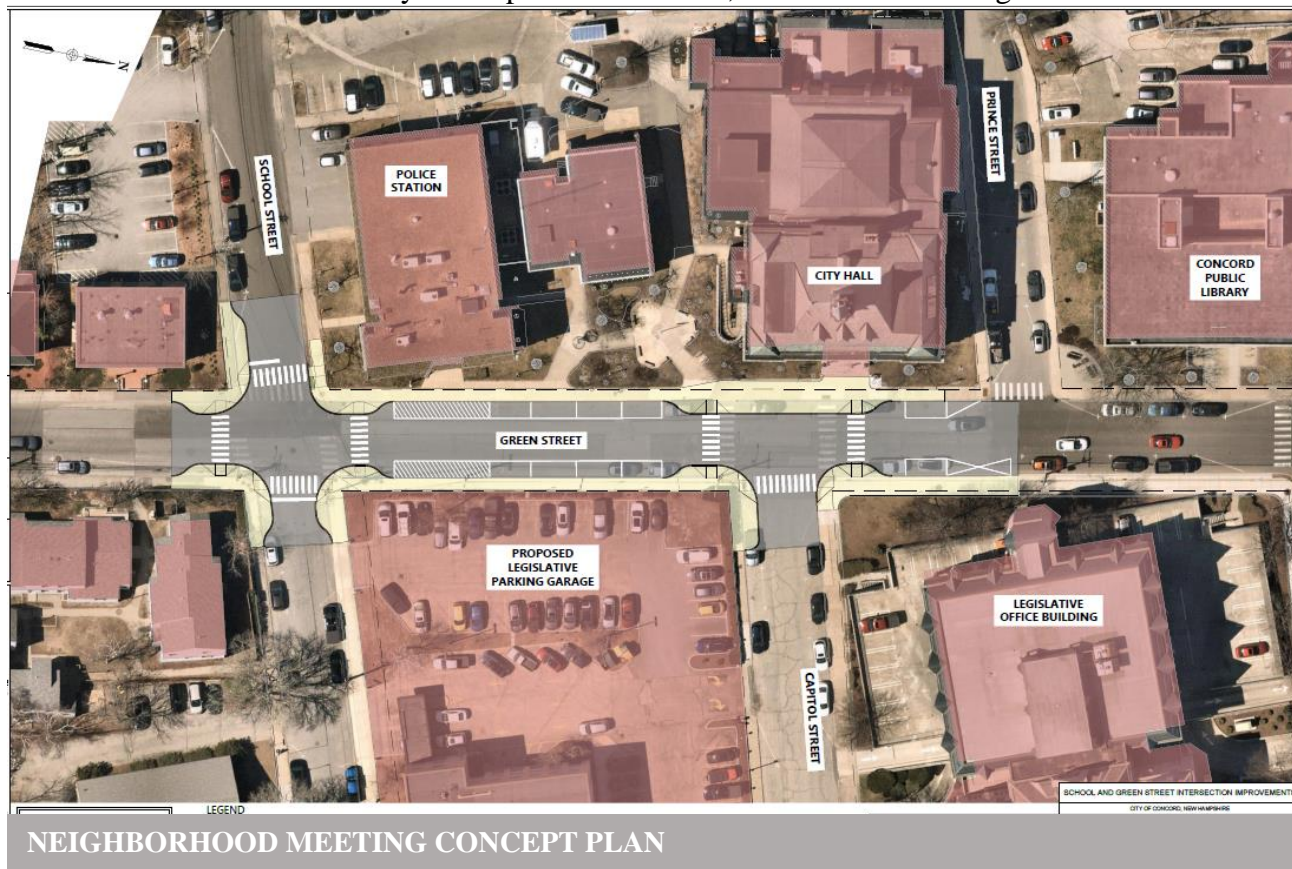 N
SCHOOL STREET
POLICE
STATION
CITY HALL
PRINCE STREET
CONCORD
PUBLIC
LIBRARY
GREEN STREET
PROPOSED
LEGISLATIVE
PARKING GARAGE
CAPITOL STREET
LEGISLATIVE
OFFICE BUILDING
LEGEND
SCHOOL AND GREEN STREET INTERSECTION IMPROVEMENT
CITY OF CONCORD, NEW HAMPSHIRE
NEIGHBORHOOD MEETING CONCEPT PLAN